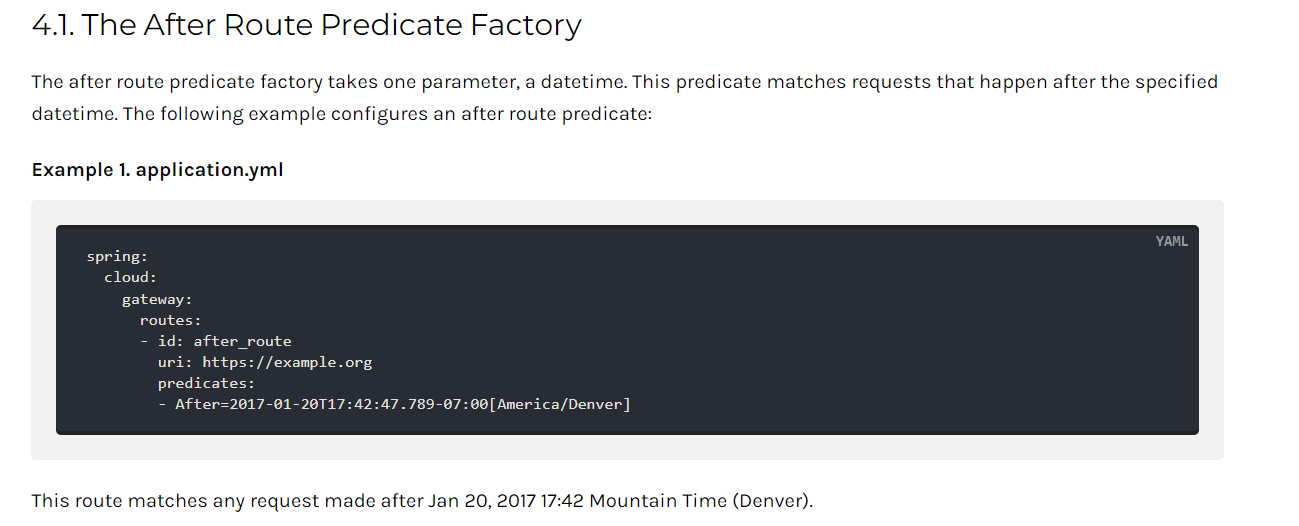 4.1. The After Route Predicate Factory
The after route predicate factory takes one parameter, a datetime. This predicate matches requests that happen after the specified
datetime. The following example configures an after route predicate:
Example 1. application.yml
YAML
spring:
  cloud:
    gateway:
      routes:
      - id: after_route
        uri: https://example.org
        predicates:
        - After=2017-01-20T17:42:47.789-07:00[America/Denver]
This route matches any request made after Jan 20, 2017 17:42 Mountain Time (Denver).